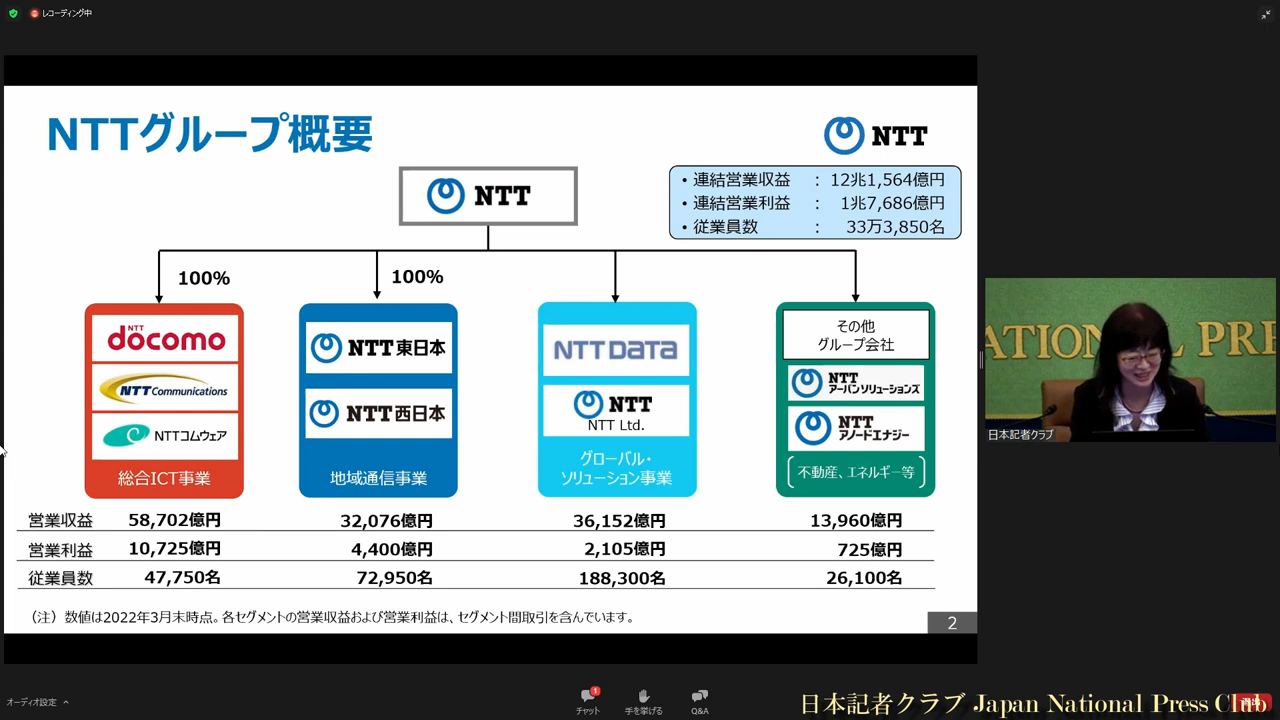 レコーディング中
NTTグループ概要
NTT
NTT
・連結営業収益 : 12兆1,564億円
・連結営業利益 : 1兆7,686億円
・従業員数 : 33万3,850名
100%
100%
NTT
docomo
NTT Communications
NTTコムウェア
総合ICT事業
NTT東日本
NTT西日本
地域通信事業
NTT DATA
NTT
NTT Ltd.
グローバル・
ソリューション事業
その他
グループ会社
NTT
アーバンソリューションズ
NTT
アノードエナジー
不動産、エネルギー等
営業収益 58,702億円 32,076億円 36,152億円 13,960億円
営業利益 10,725億円 4,400億円 2,105億円 725億円
従業員数 47,750名 72,950名 188,300名 26,100名
（注）数値は2022年3月末時点。各セグメントの営業収益および営業利益は、セグメント間取引を含んでいます。
2
ATIONAL PRE
日本記者クラブ
オーディオ設定
1
チャット
手を挙げる
Q&A
日本記者クラブ Japan National Press Club